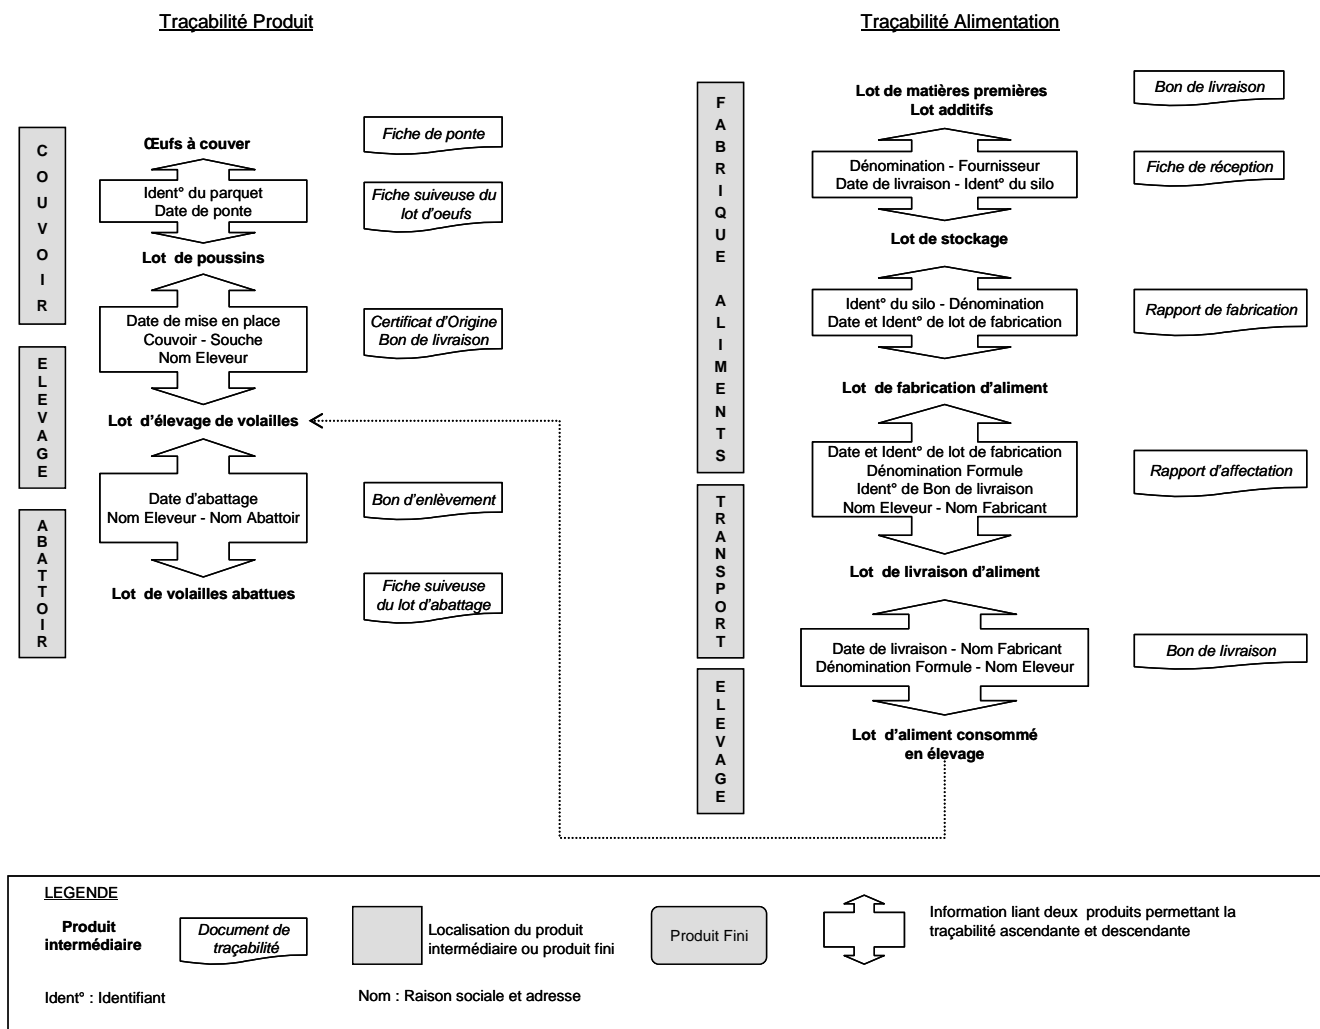 Traçabilité Produit
COUVOIR
Œufs à couver
Fiche de ponte
Ident° du parquet
Date de ponte
Fiche suiveuse du
lot d'oeufs
Lot de poussins
Date de mise en place
Couvoir - Souche
Nom Eleveur
Certificat d'Origine
Bon de livraison
ELEVAGE
Lot d'élevage de volailles
Date d'abattage
Nom Eleveur - Nom Abattoir
Bon d'enlèvement
ABATTOIR
Lot de volailles abattues
Fiche suiveuse
du lot d'abattage
Traçabilité Alimentation
FABRIQUE ALIMENTS
Lot de matières premières
Lot additifs
Bon de livraison
Dénomination - Fournisseur
Date de livraison - Ident° du silo
Fiche de réception
Lot de stockage
Ident° du silo - Dénomination
Date et Ident° de lot de fabrication
Rapport de fabrication
Lot de fabrication d'aliment
Date et Ident° de lot de fabrication
Dénomination Formule
Ident° de Bon de livraison
Nom Eleveur - Nom Fabricant
Rapport d'affectation
TRANSPORT
Lot de livraison d'aliment
Date de livraison - Nom Fabricant
Dénomination Formule - Nom Eleveur
Bon de livraison
ELEVAGE
Lot d'aliment consommé
en élevage
LEGENDE
Produit
intermédiaire
Document de
traçabilité
Localisation du produit
intermédiaire ou produit fini
Produit Fini
Information liant deux produits permettant la
traçabilité ascendante et descendante
Ident° : Identifiant
Nom : Raison sociale et adresse